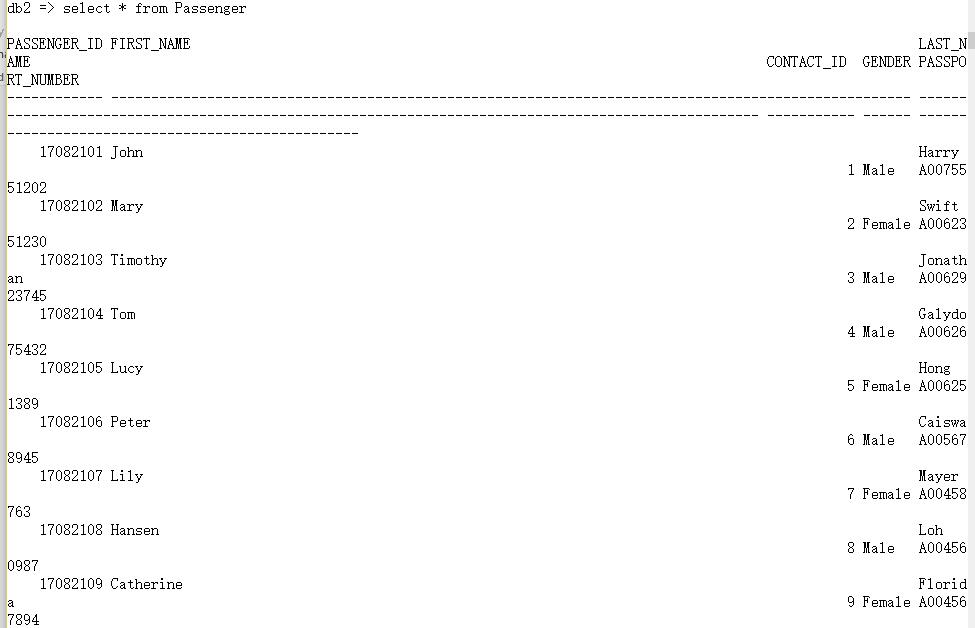 db2 => select * from Passenger
PASSENGER_ID FIRST_NAME LAST_N
AME CONTACT_ID GENDER PASSPO
RT_NUMBER
------------ ---------------------------------------------------------------------------------------------------- ------
---------------------------------------------------------------------------------------------- ----------- ------ ------
--------------------------------------------
17082101 John Harry
1 Male A00755
51202
17082102 Mary Swift
2 Female A00623
51230
17082103 Timothy Jonath
an 3 Male A00629
23745
17082104 Tom Galydo
4 Male A00626
75432
17082105 Lucy Hong
5 Female A00625
1389
17082106 Peter Caiswa
6 Male A00567
8945
17082107 Lily Mayer
7 Female A00458
763
17082108 Hansen Loh
8 Male A00456
0987
17082109 Catherine Florid
a 9 Female A00456
7894